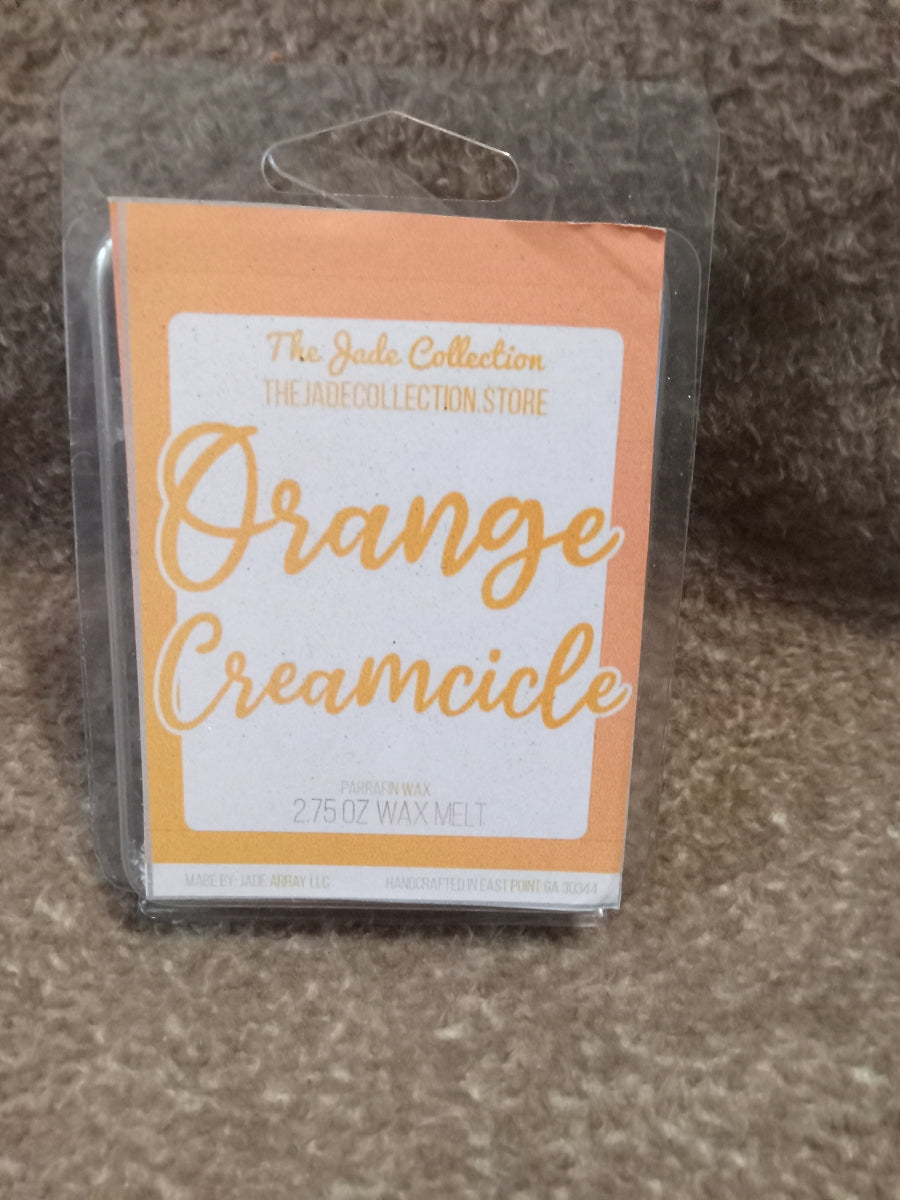 The Jade Collection
THEJADECOLLECTION.STORE
Orange
Creamcicle
PARRAFIN WAX
2.75 OZ WAX MELT
MADE BY: JADE ARRAY LLC HANDCRAFTED IN EAST POINT GA 30344